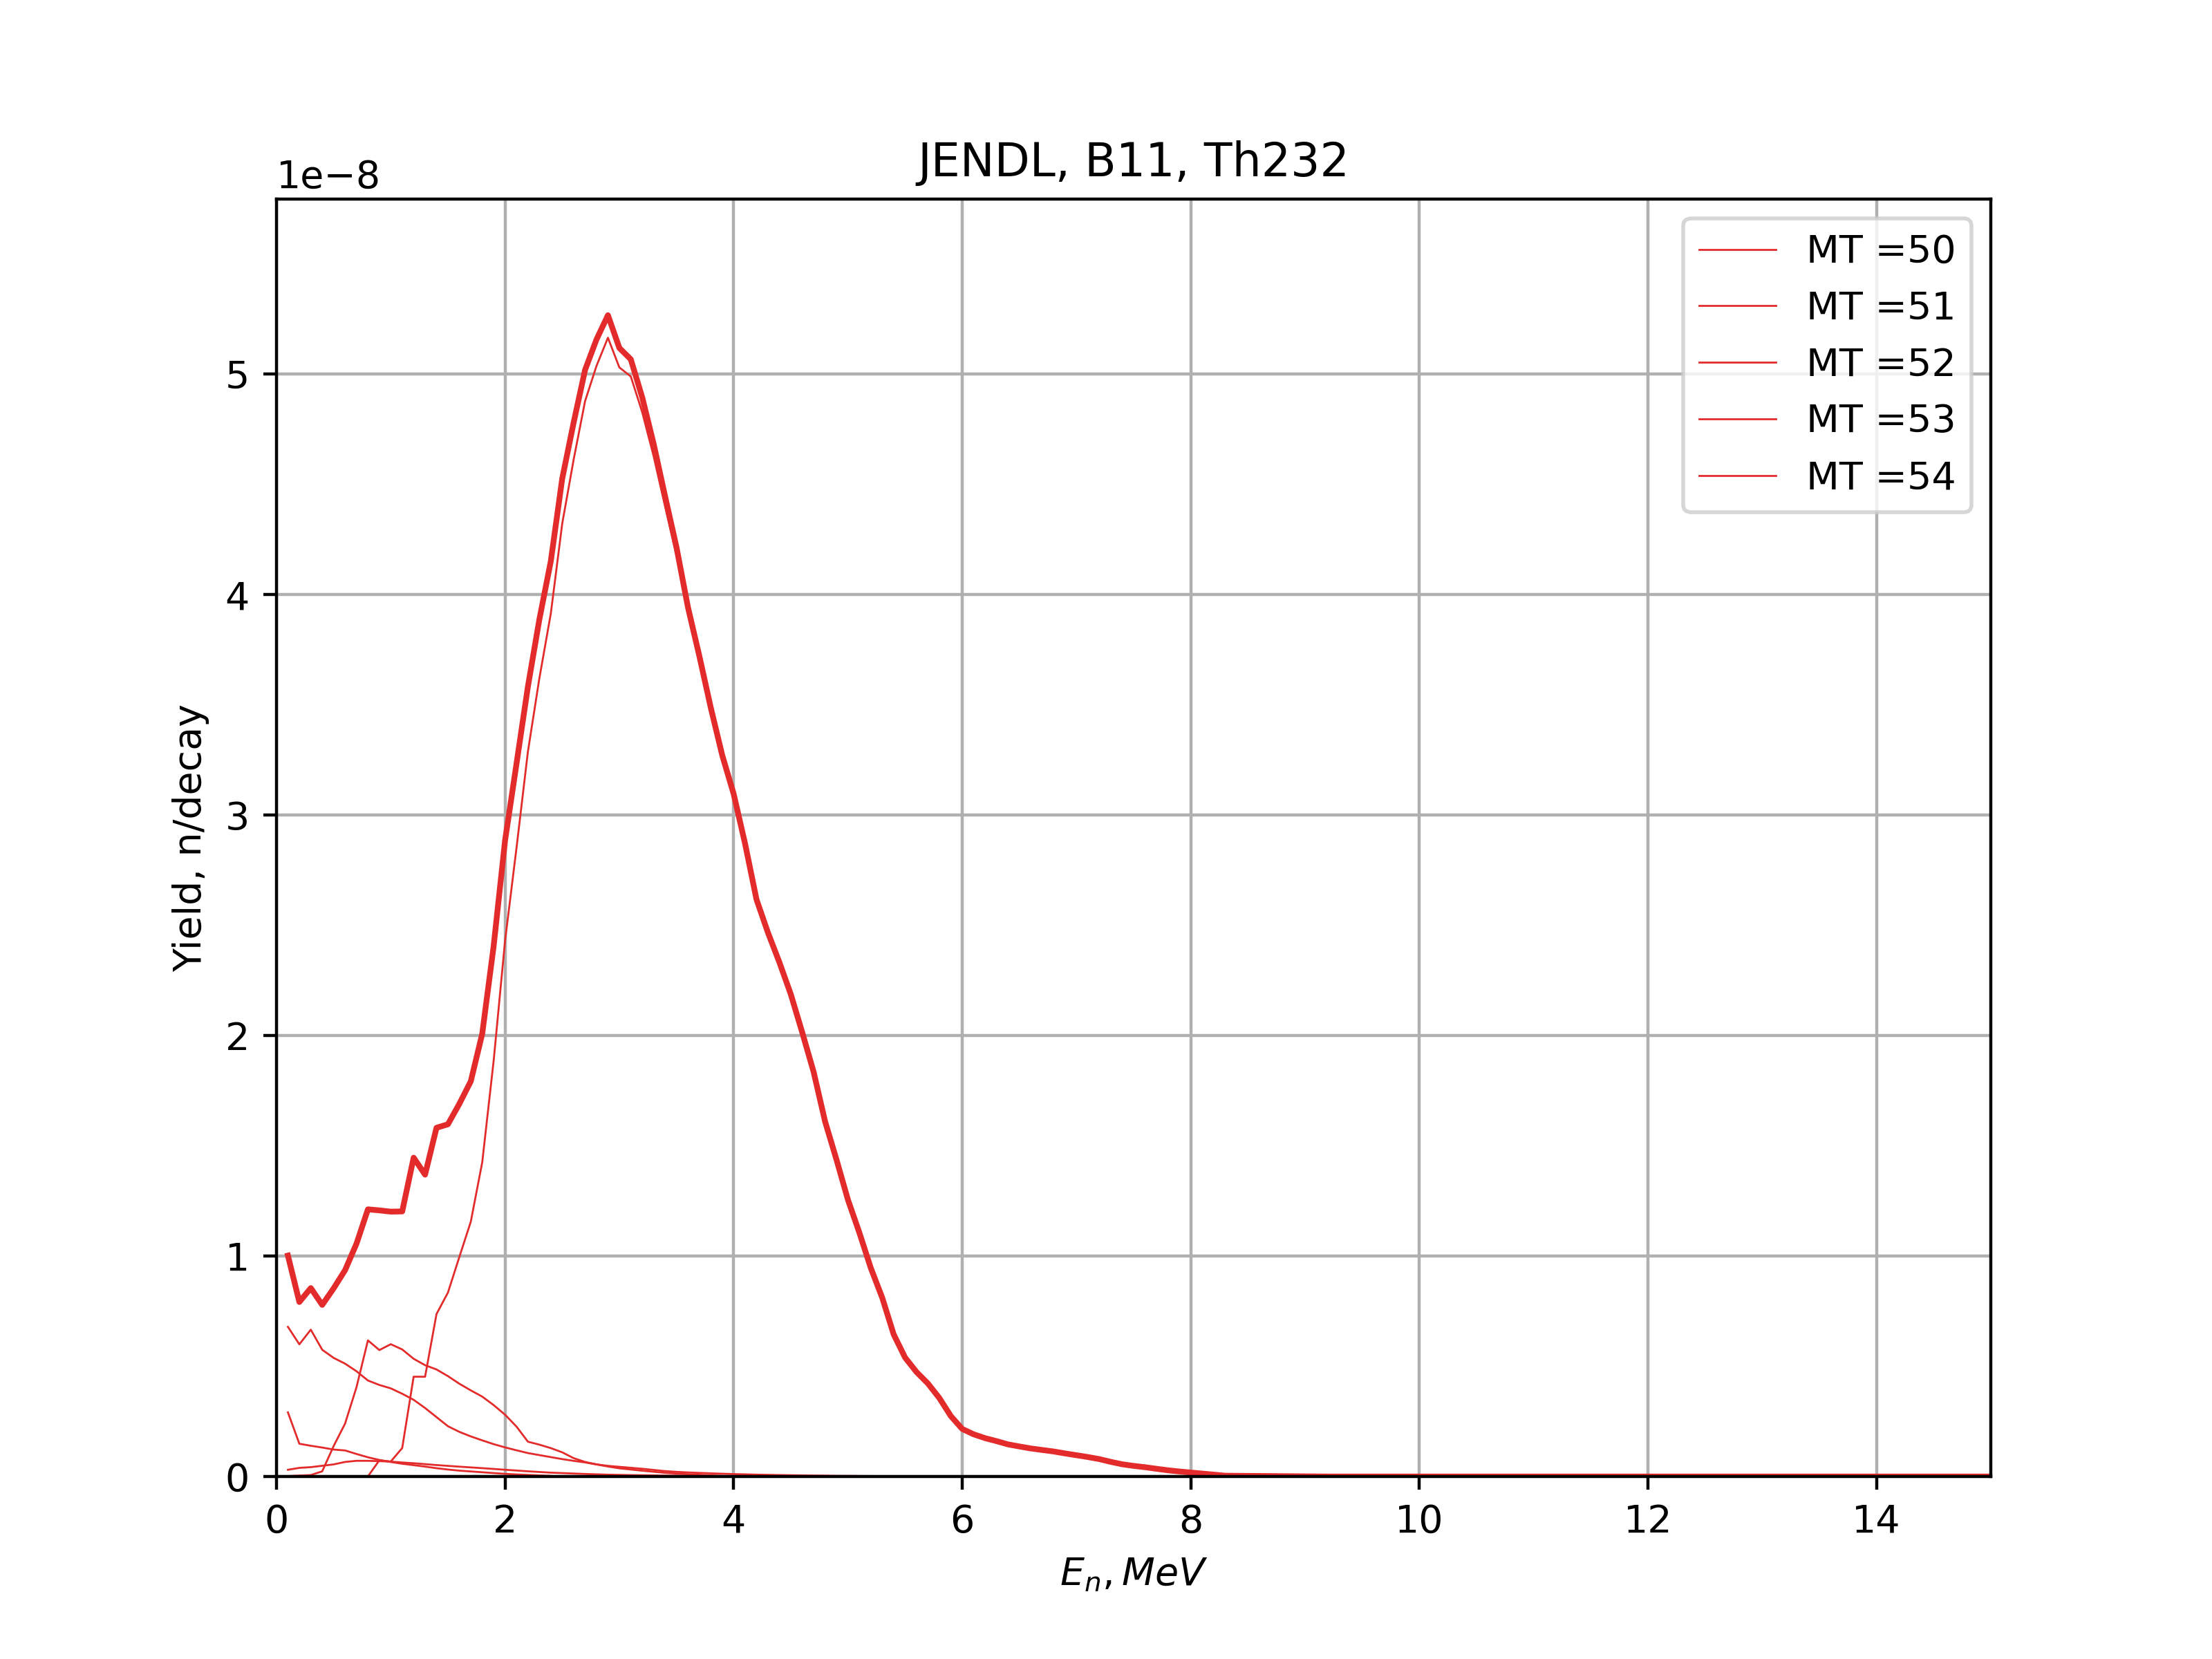 JENDL, B11, Th232
1e−8
MT =50
MT =51
MT =52
MT =53
MT =54
5
4
3
2
1
0
Yield, n/decay
0 2 4 6 8 10 12 14
E_n, MeV